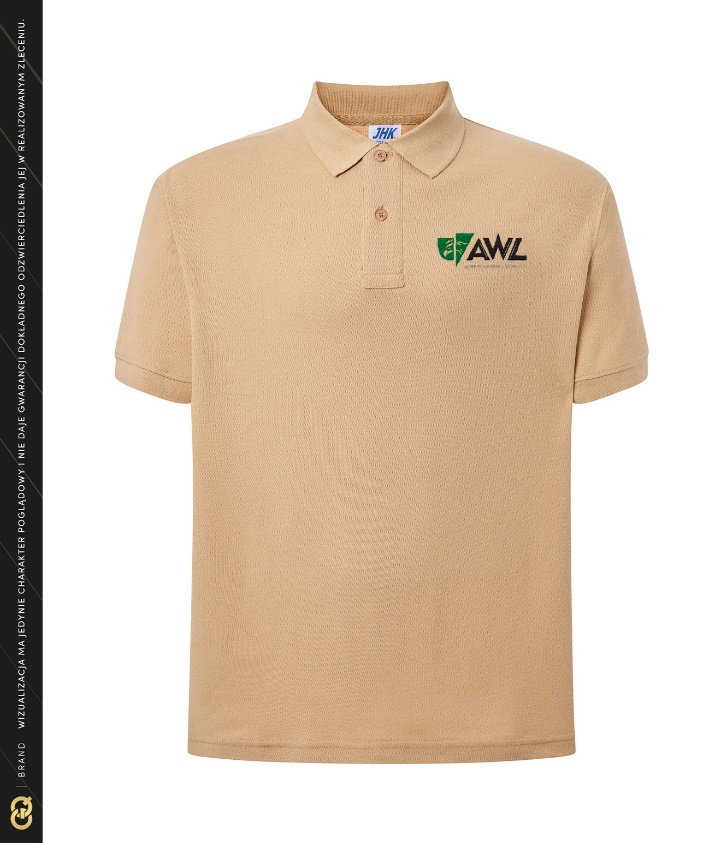 WIZUALIZACJA MA JEDYNIE CHARAKTER POGLĄDOWY I NIE DAJE GWARANCJI DOKŁADNEGO ODZWIERCIEDLENIA JEJ W REALIZOWANYM ZLECENIU.
BRAND
JHK
AWL